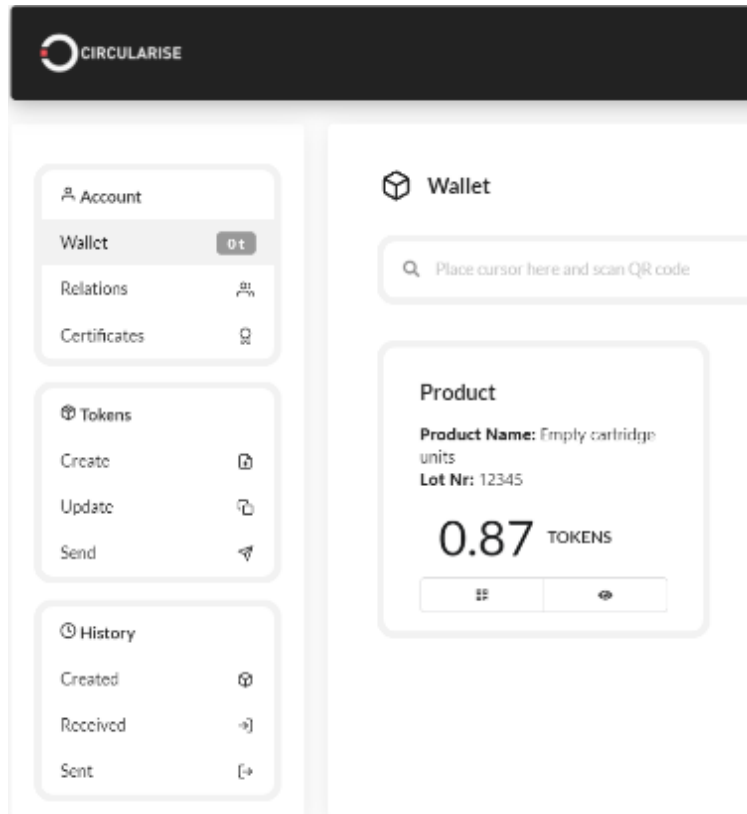 CIRCULARISE
Account
Wallet 0 t
Relations
Certificates
Tokens
Create
Update
Send
History
Created
Received
Sent
Wallet
Place cursor here and scan QR code
Product
Product Name: Empty cartridge
units
Lot Nr: 12345
0.87 TOKENS